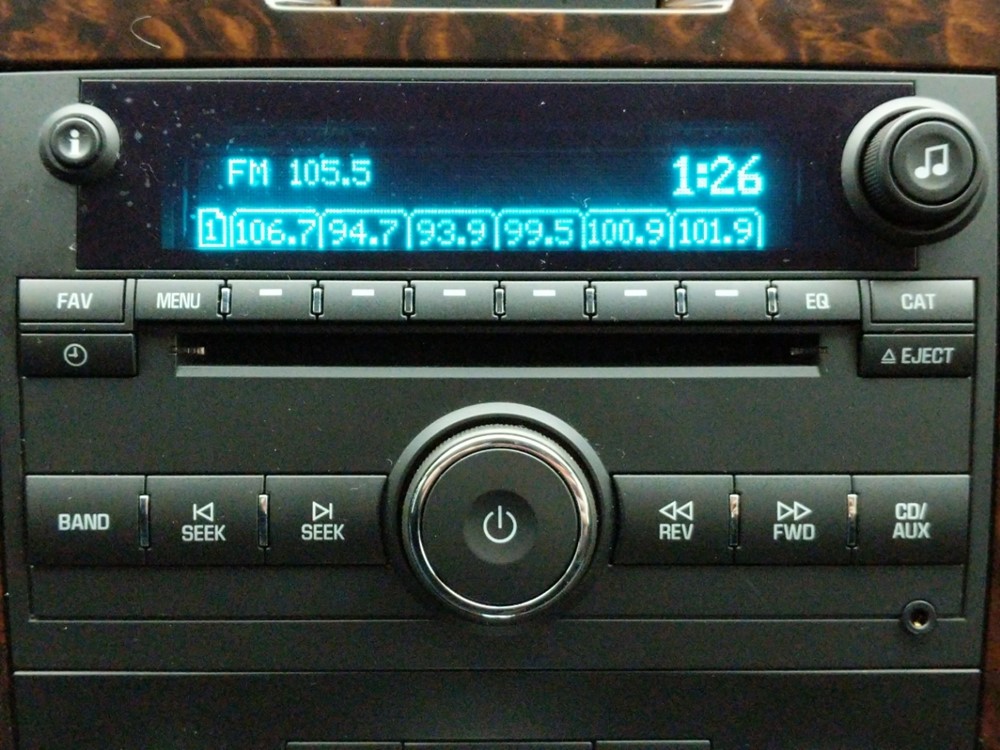 i
FM 105.5 1:26
1 106.7 94.7 93.9 99.5 100.9 101.9
FAV MENU EQ CAT
EJECT
BAND SEEK SEEK REV FWD CD/
AUX